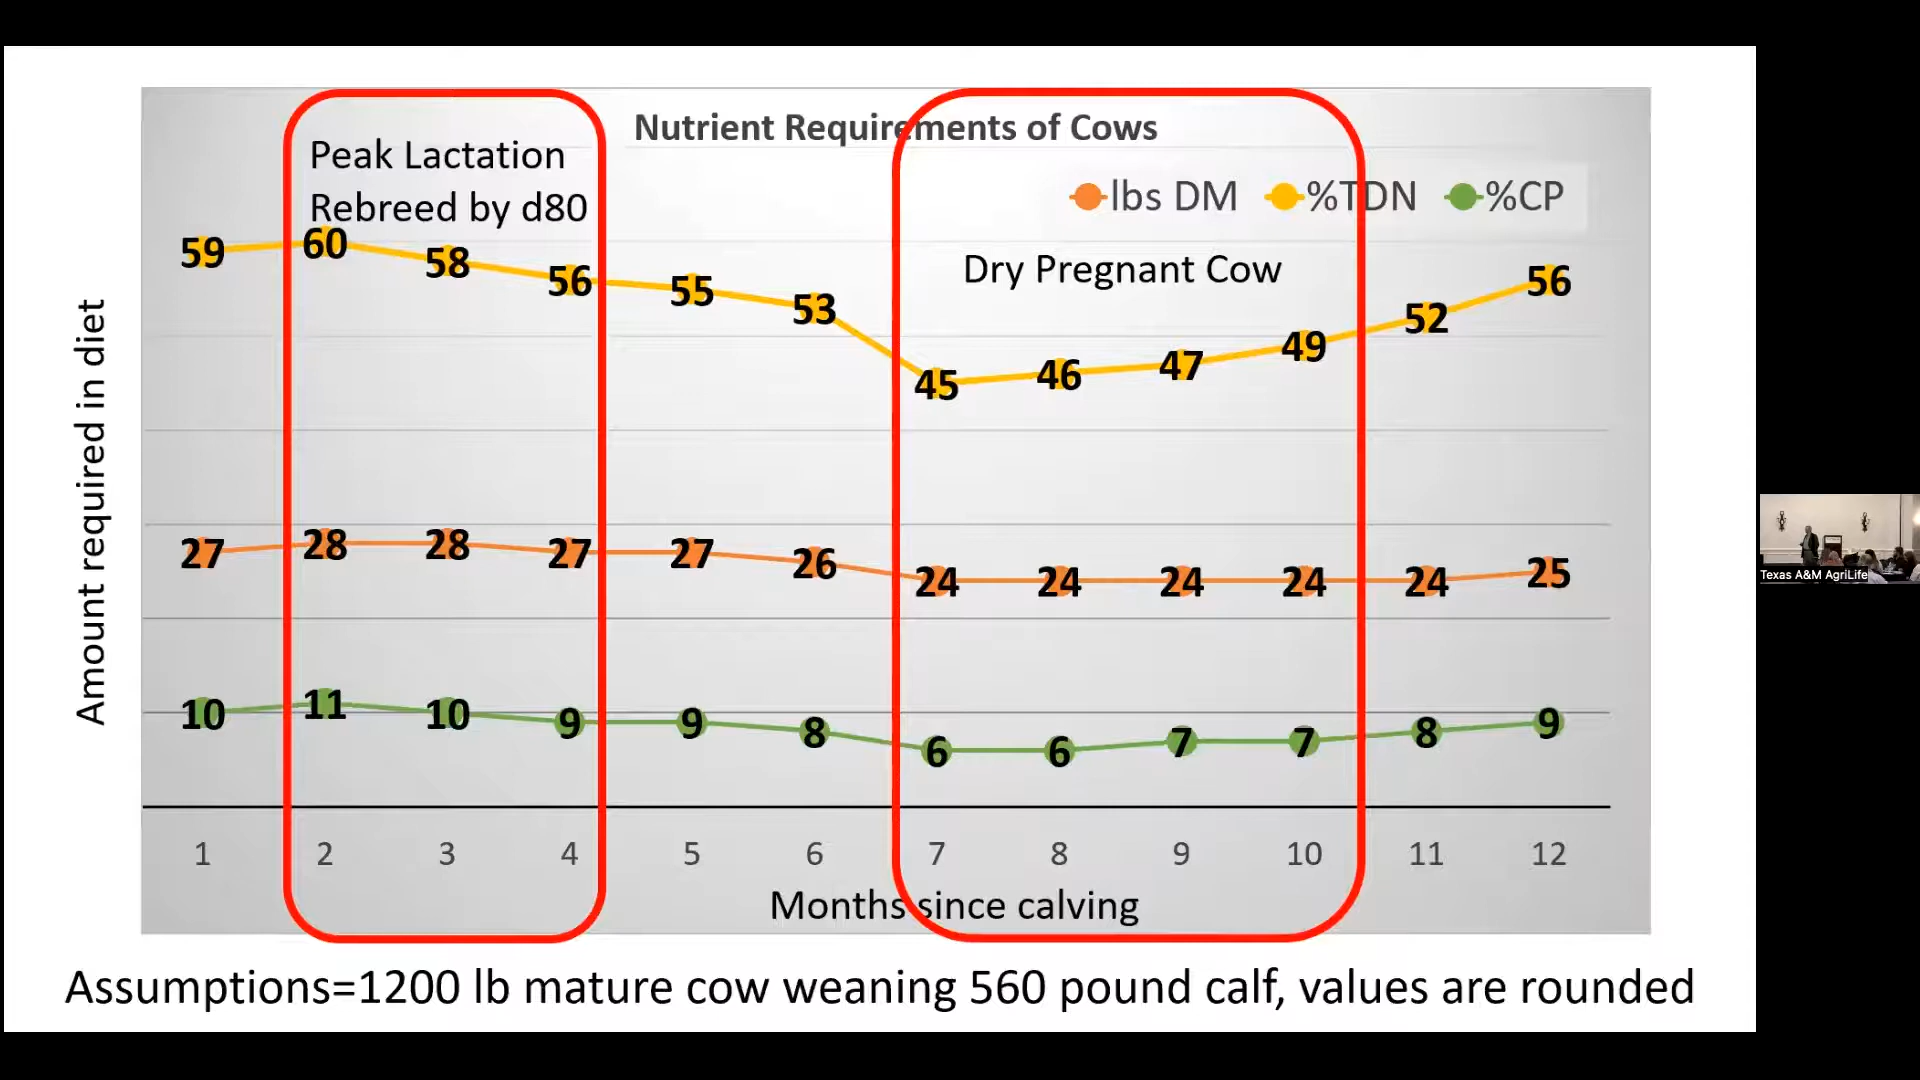 Nutrient Requirements of Cows
Peak Lactation
Rebreed by d80
lbs DM %TDN %CP
Dry Pregnant Cow
59 60 58 56 55 53 45 46 47 49 52 56
27 28 28 27 27 26 24 24 24 24 24 25
10 11 10 9 9 8 6 6 7 7 8 9
Amount required in diet
1 2 3 4 5 6 7 8 9 10 11 12
Months since calving
Assumptions=1200 lb mature cow weaning 560 pound calf, values are rounded
Texas A&M AgriLife